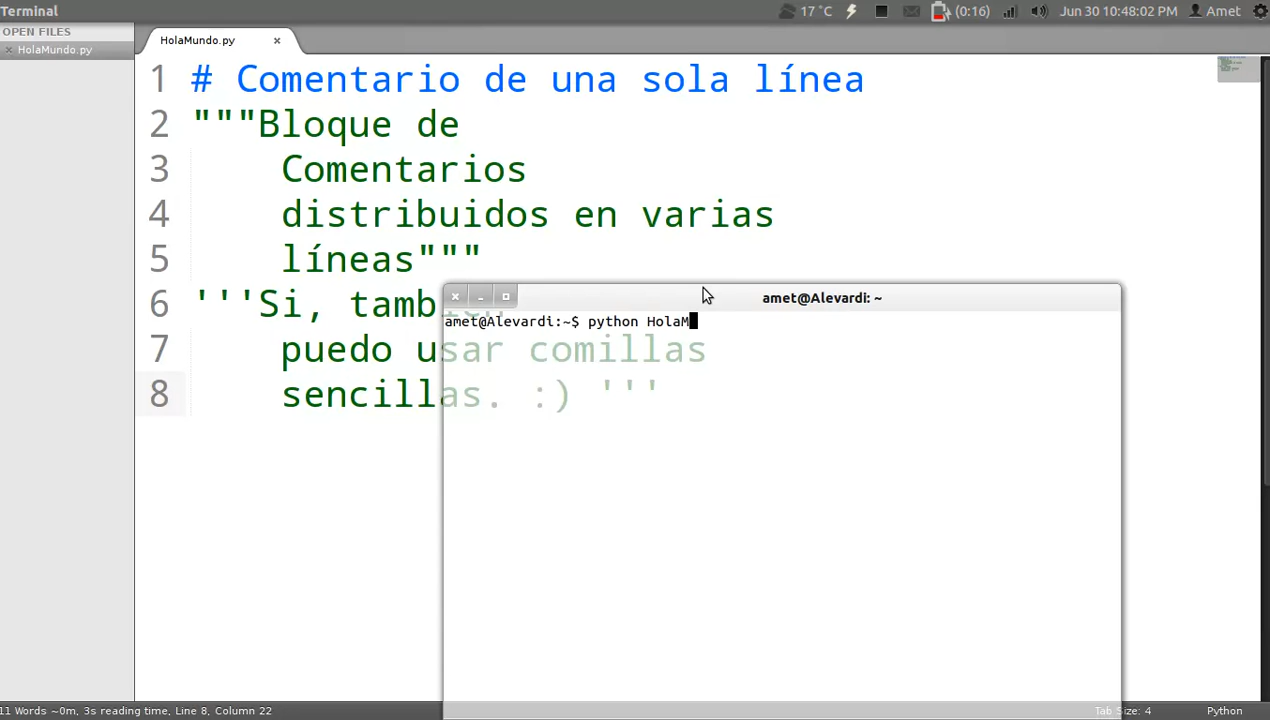 Terminal
17 °C
(0:16)
Jun 30 10:48:02 PM
Amet
OPEN FILES
HolaMundo.py
HolaMundo.py
1 # Comentario de una sola línea
2 """Bloque de
3 Comentarios
4 distribuidos en varias
5 líneas"""
6 '''Si, también
7 puedo usar comillas
8 sencillas. :) '''
amet@Alevardi: ~
amet@Alevardi:~$ python HolaM
11 Words ~0m, 3s reading time, Line 8, Column 22
Tab Size: 4
Python